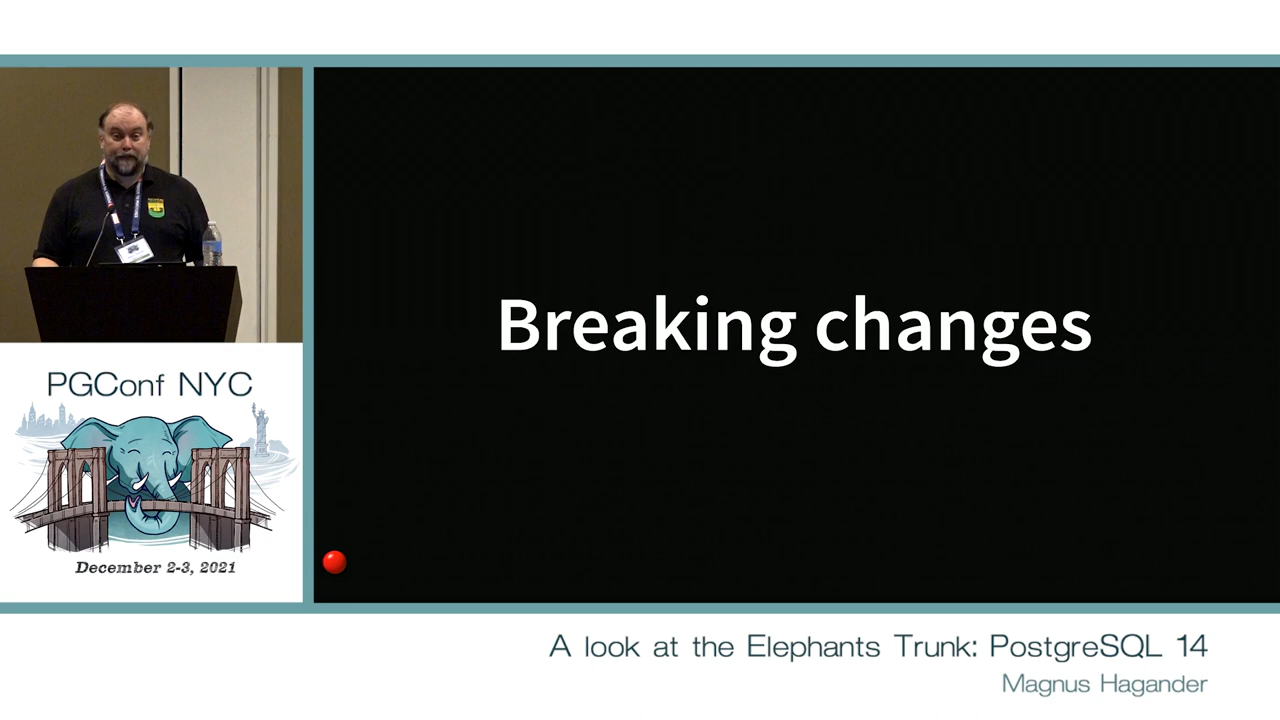 Breaking changes
PGConf NYC
December 2-3, 2021
A look at the Elephants Trunk: PostgreSQL 14
Magnus Hagander